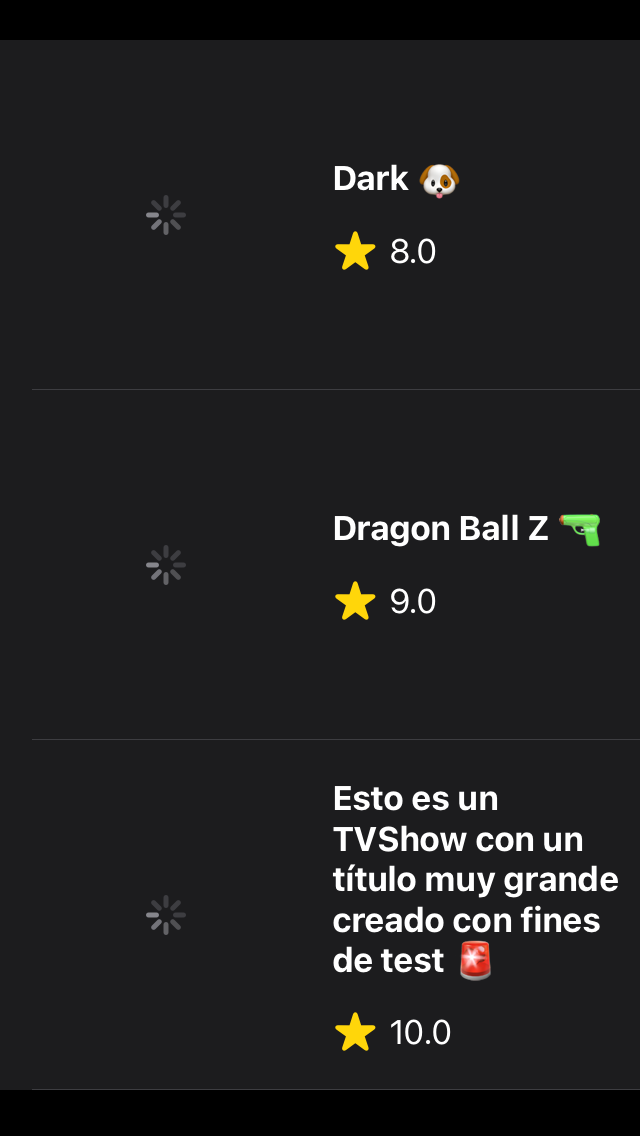 Dark 🐶
⭐ 8.0
Dragon Ball Z 🔫
⭐ 9.0
Esto es un
TVShow con un
título muy grande
creado con fines
de test 🚨
⭐ 10.0